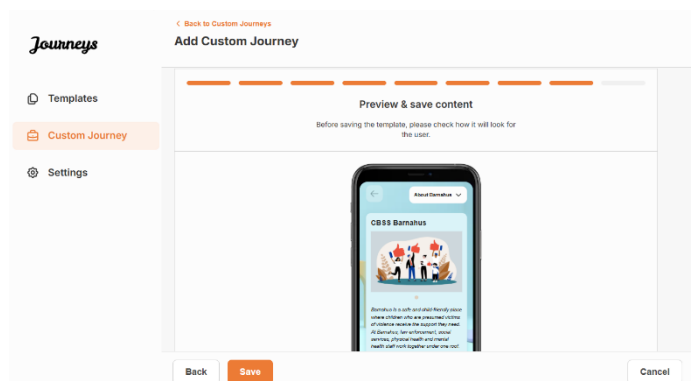 Journeys
Templates
Custom Journey
Settings
< Back to Custom Journeys
Add Custom Journey
Preview & save content
Before saving the template, please check how it will look for
the user.
About Barnahus
CBSS Barnahus
Barnahus is a safe and child-friendly place
where children who are presumed victims
of violence receive the support they need.
At Barnahus, law enforcement, social
services, physical health and mental
health staff work together under one roof.
Back
Save
Cancel